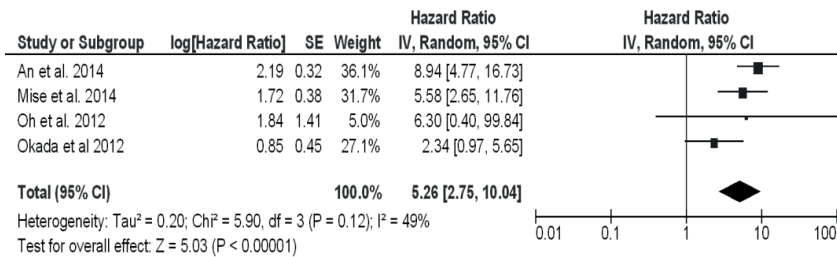 Hazard Ratio Hazard Ratio
Study or Subgroup log[Hazard Ratio] SE Weight IV, Random, 95% CI IV, Random, 95% CI
An et al. 2014 2.19 0.32 36.1% 8.94 [4.77, 16.73]
Mise et al. 2014 1.72 0.38 31.7% 5.58 [2.65, 11.76]
Oh et al. 2012 1.84 1.41 5.0% 6.30 [0.40, 99.84]
Okada et al 2012 0.85 0.45 27.1% 2.34 [0.97, 5.65]
Total (95% CI) 100.0% 5.26 [2.75, 10.04]
Heterogeneity: Tau² = 0.20; Chi² = 5.90, df = 3 (P = 0.12); I² = 49%
Test for overall effect: Z = 5.03 (P < 0.00001)
0.01 0.1 1 10 100